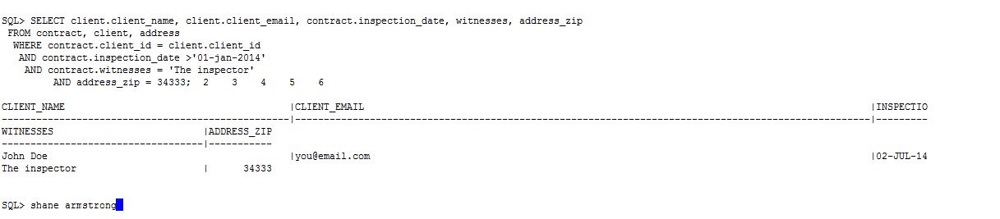 SQL> SELECT client.client_name, client.client_email, contract.inspection_date, witnesses, address_zip
FROM contract, client, address
WHERE contract.client_id = client.client_id
AND contract.inspection_date >'01-jan-2014'
AND contract.witnesses = 'The inspector'
AND address_zip = 34333; 2 3 4 5 6
CLIENT_NAME |CLIENT_EMAIL |INSPECTIO
--------------------------------------------------|----------------------------------------------------------------------------------------------------|---------
WITNESSES |ADDRESS_ZIP
-----------------------------------|-----------
John Doe |you@email.com |02-JUL-14
The inspector | 34333
SQL> shane armstrong